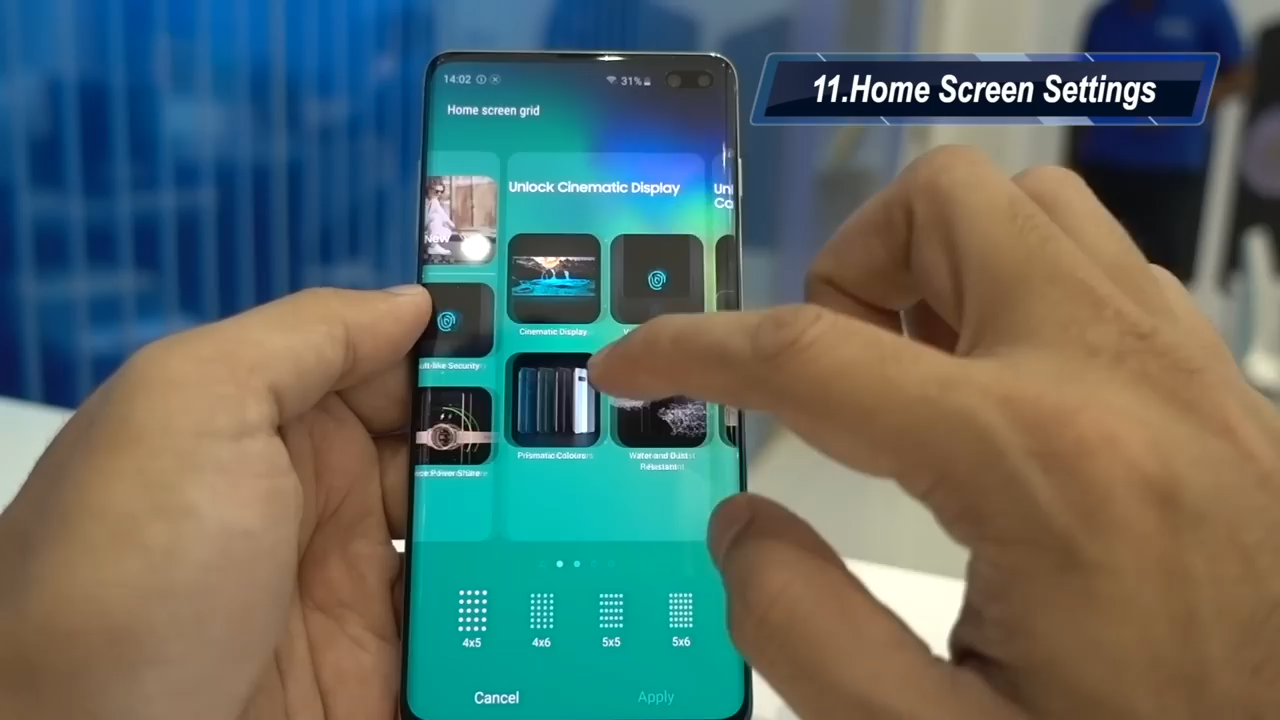 11.Home Screen Settings
14:02
31%
Home screen grid
Unlock Cinematic Display
New
Cinematic Display
Prismatic Colours
Water and Dust
Resistant
4x5
4x6
5x5
5x6
Cancel
Apply